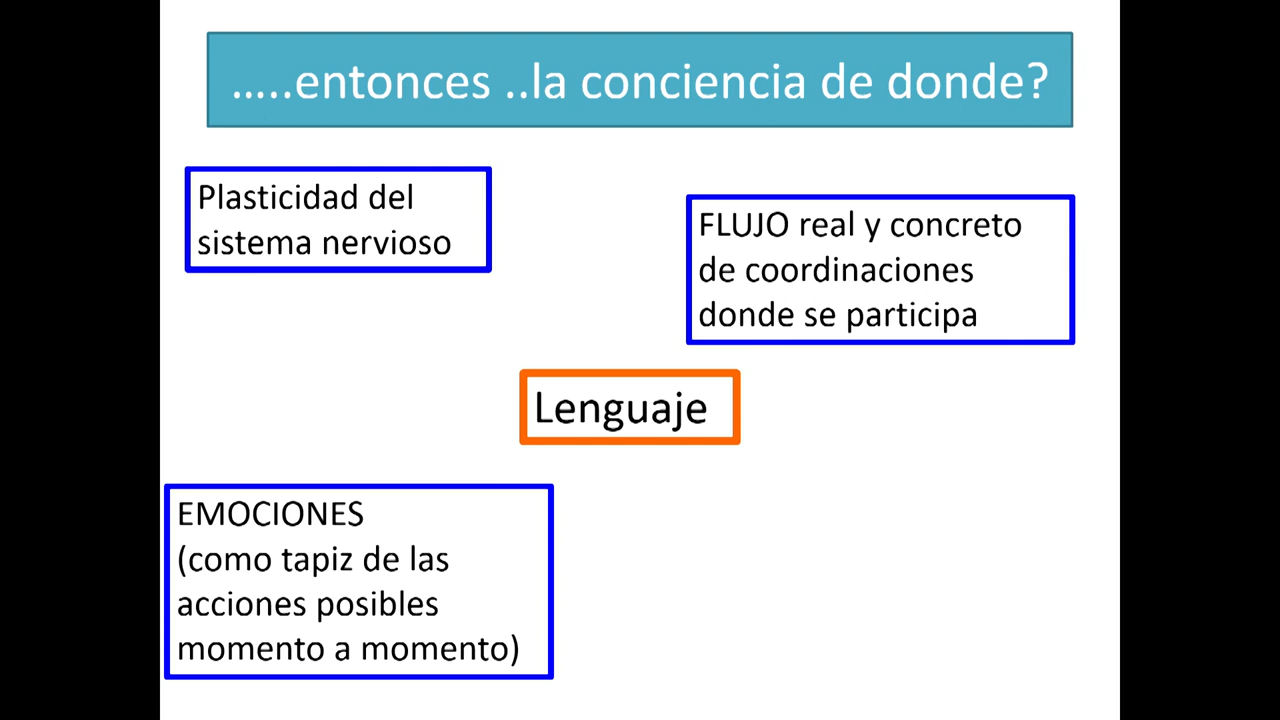 …..entonces ..la conciencia de donde?
Plasticidad del
sistema nervioso
FLUJO real y concreto
de coordinaciones
donde se participa
Lenguaje
EMOCIONES
(como tapiz de las
acciones posibles
momento a momento)